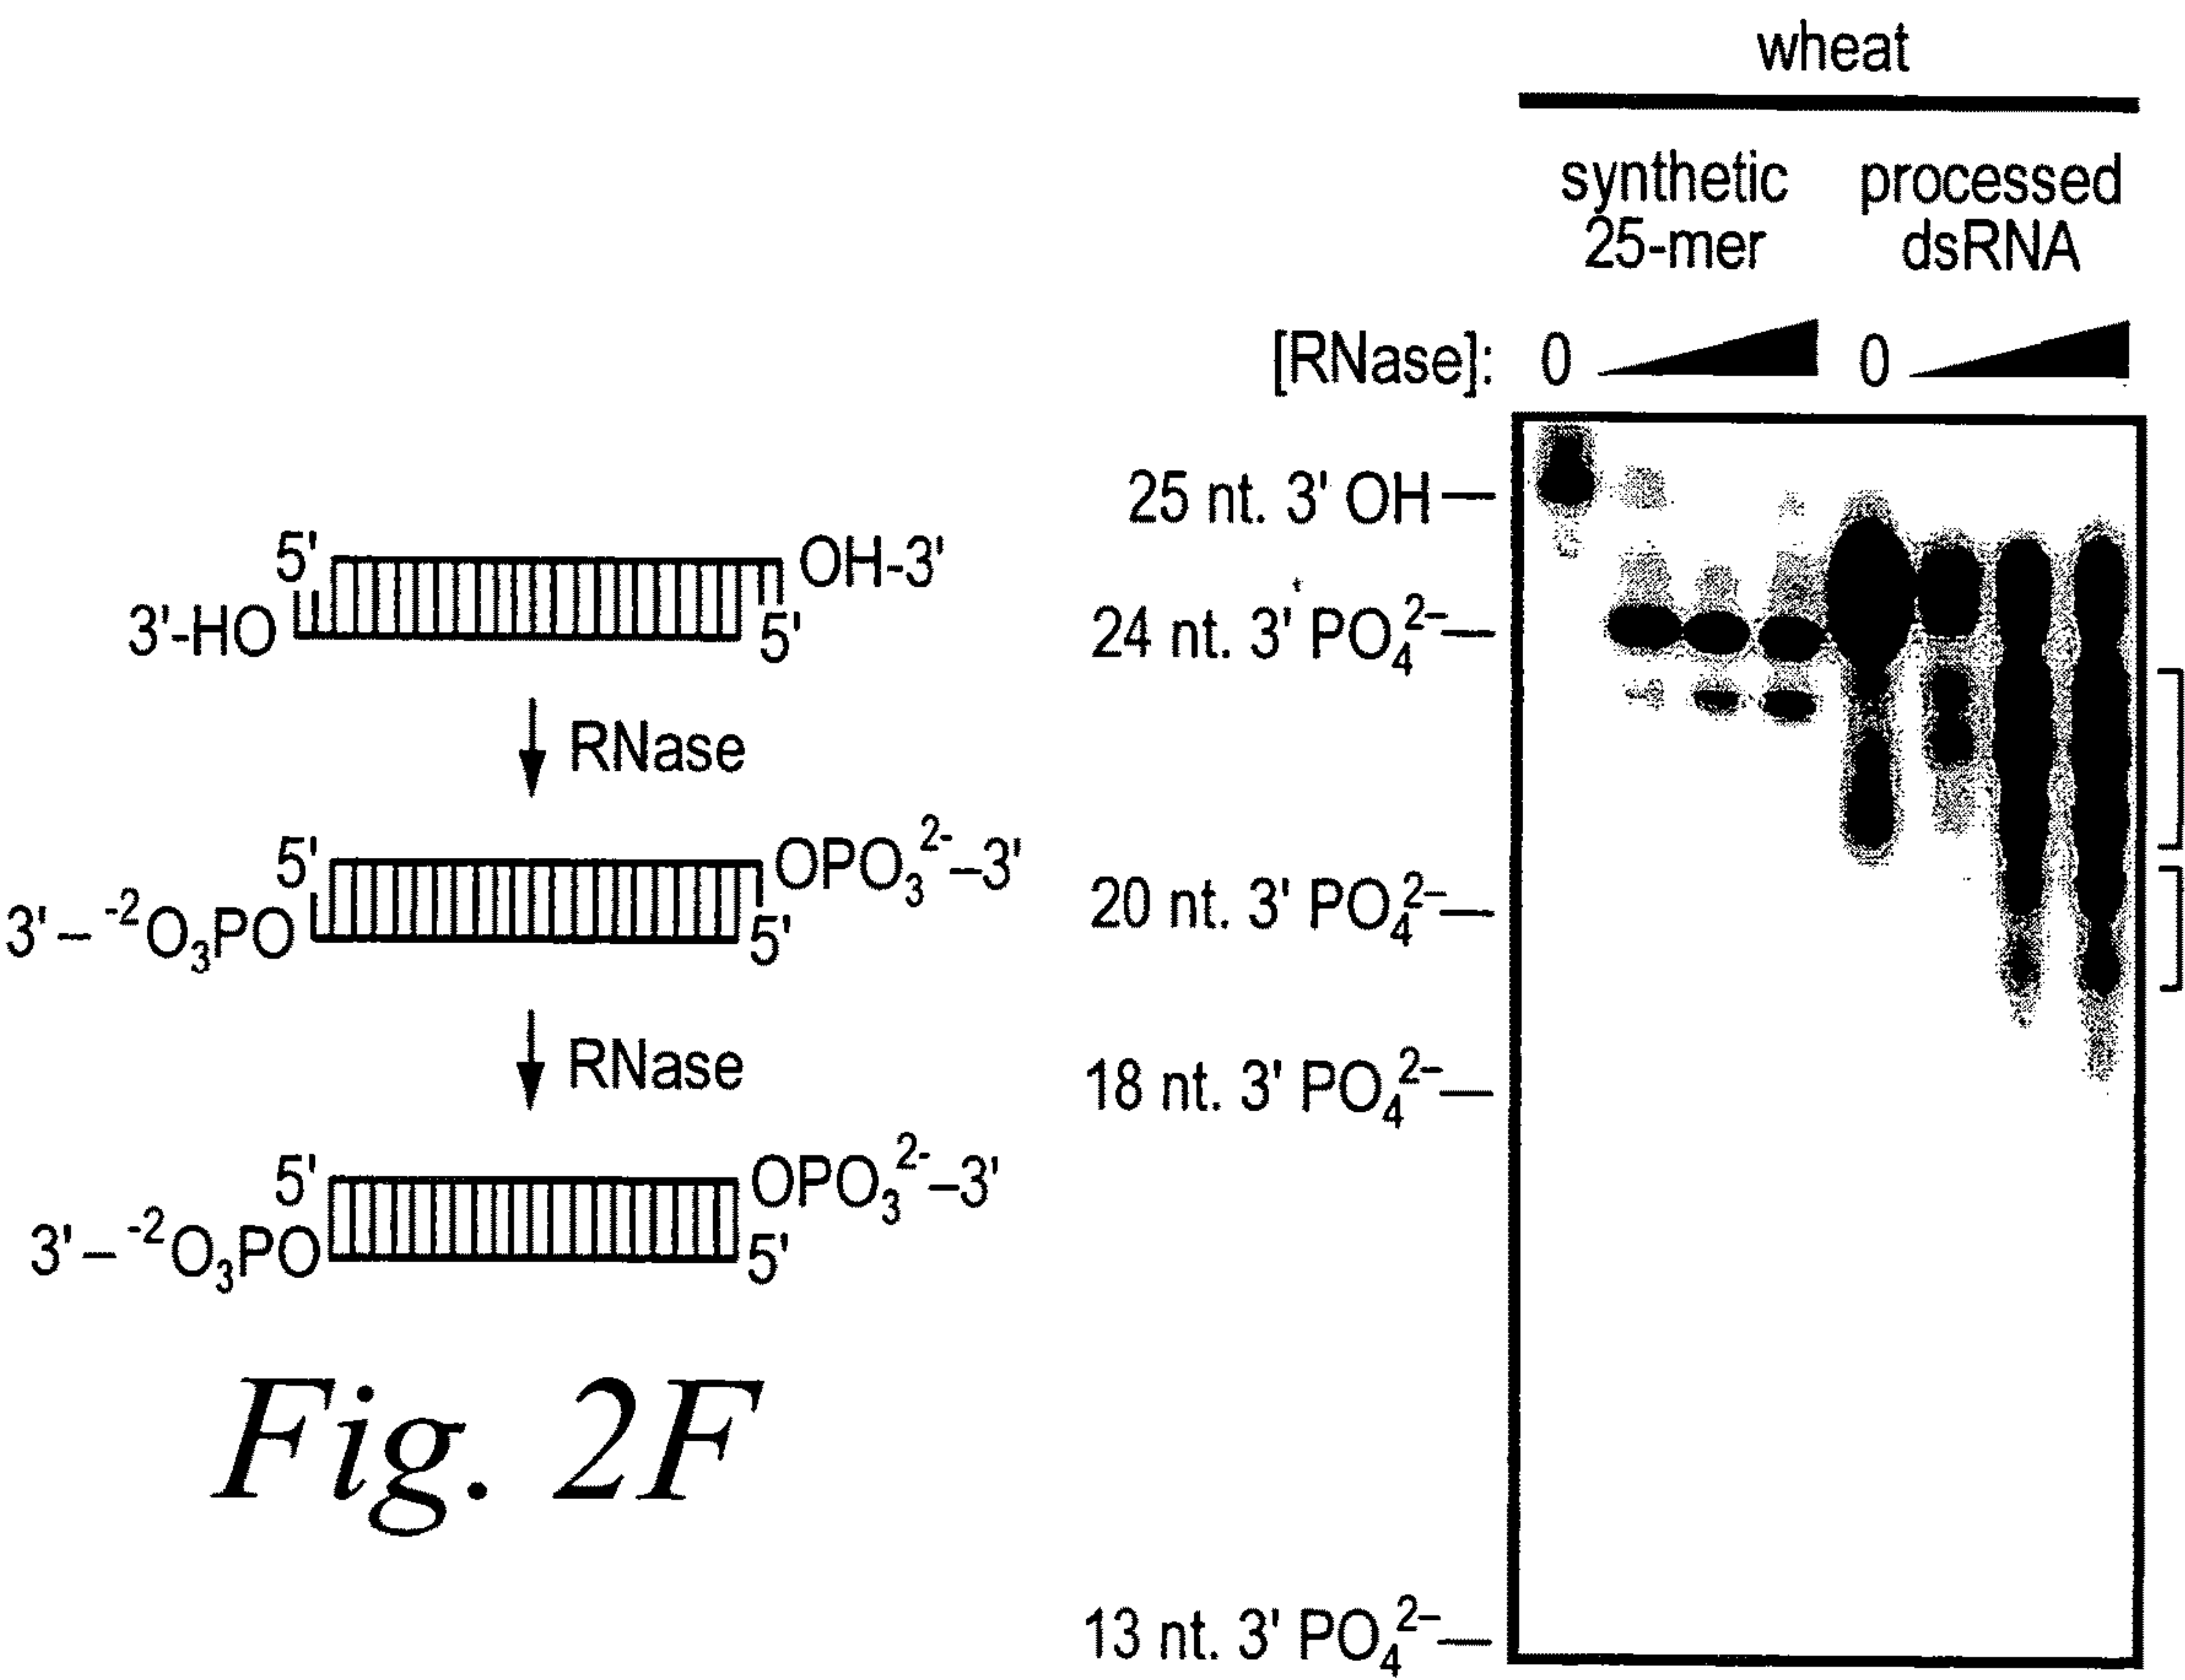 wheat
synthetic processed
25-mer dsRNA
[RNase]: 0 0
25 nt. 3' OH
24 nt. 3' PO₄²⁻
20 nt. 3' PO₄²⁻
18 nt. 3' PO₄²⁻
13 nt. 3' PO₄²⁻
5' OH-3'
3'-HO 5'
RNase
5' OPO₃²⁻–3'
3'– ⁻²O₃PO 5'
RNase
5' OPO₃²⁻–3'
3'– ⁻²O₃PO 5'
Fig. 2F